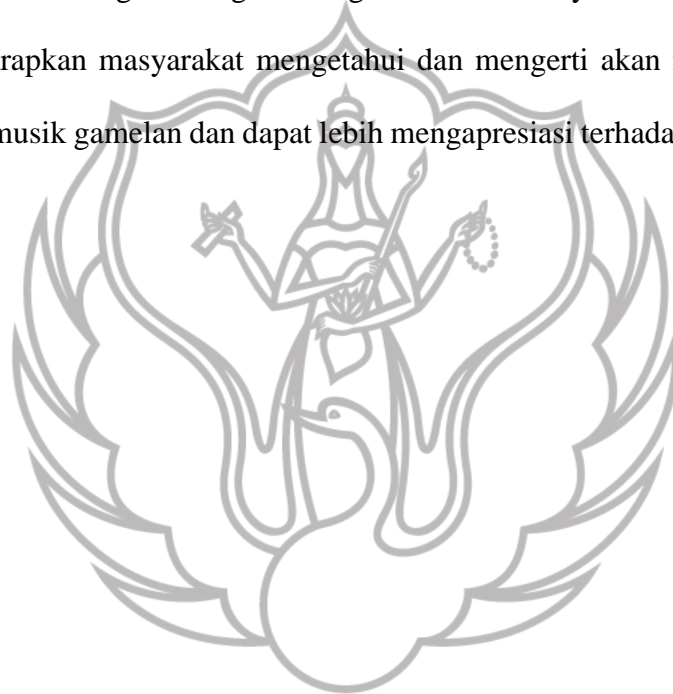 rapkan masyarakat mengetahui dan mengerti akan
musik gamelan dan dapat lebih mengapresiasi terhada